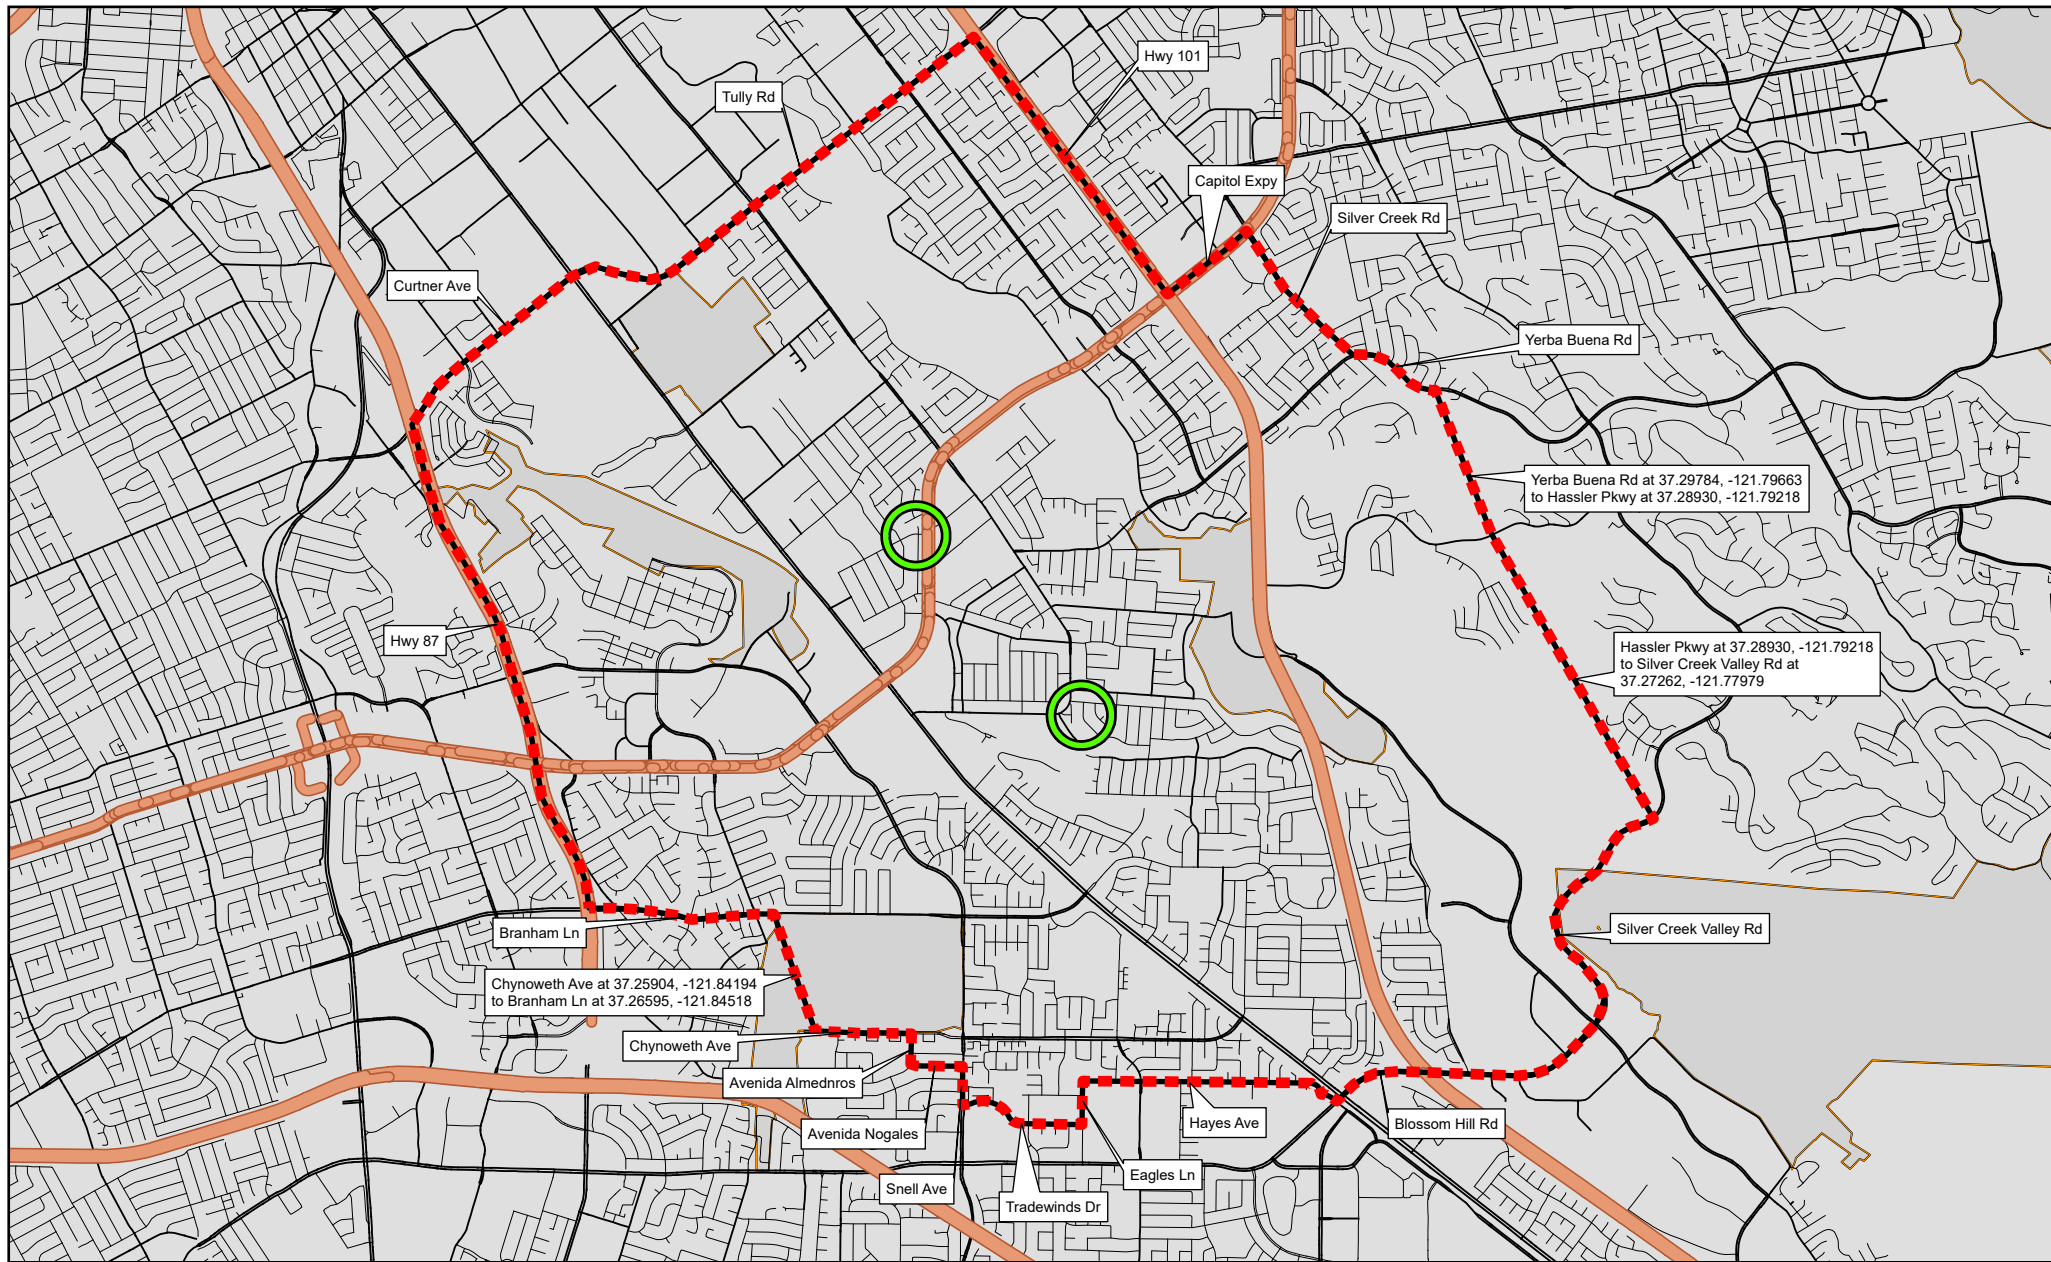 Hwy 101
Tully Rd
Capitol Expy
Silver Creek Rd
Curtner Ave
Yerba Buena Rd
Yerba Buena Rd at 37.29784, -121.79663
to Hassler Pkwy at 37.28930, -121.79218
Hwy 87
Hassler Pkwy at 37.28930, -121.79218
to Silver Creek Valley Rd at
37.27262, -121.77979
Branham Ln
Silver Creek Valley Rd
Chynoweth Ave at 37.25904, -121.84194
to Branham Ln at 37.26595, -121.84518
Chynoweth Ave
Avenida Almednros
Avenida Nogales
Hayes Ave
Blossom Hill Rd
Eagles Ln
Snell Ave
Tradewinds Dr